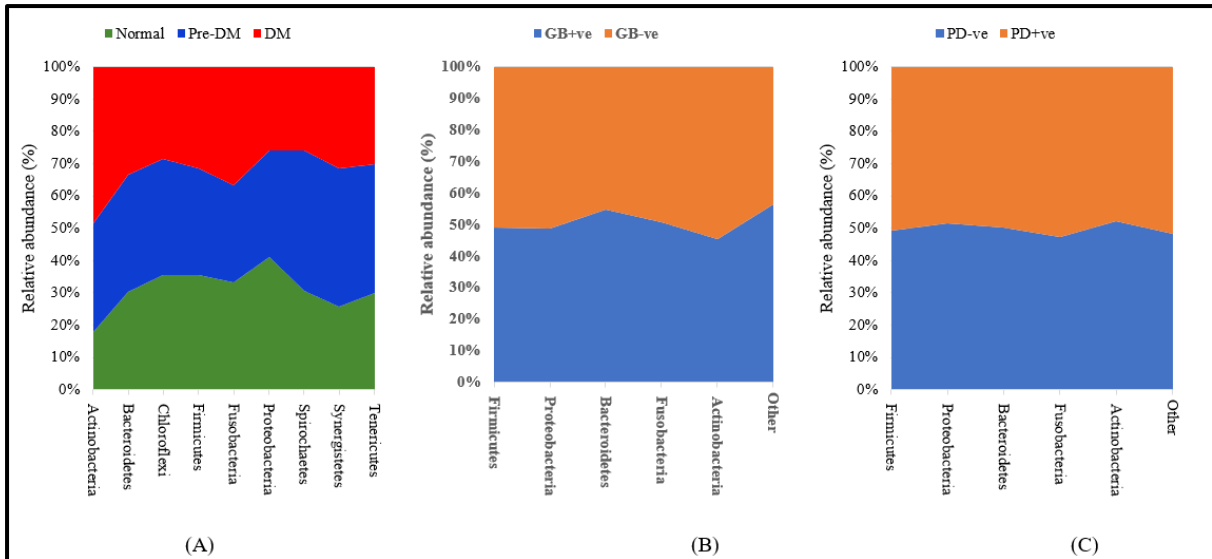 Normal Pre-DM DM
100%
90%
80%
70%
60%
50%
40%
30%
20%
10%
0%
Relative abundance (%)
Actinobacteria
Bacteroidetes
Chloroflexi
Firmicutes
Fusobacteria
Proteobacteria
Spirochaetes
Synergistetes
Tenericutes
(A)
GB+ve GB-ve
100%
90%
80%
70%
60%
50%
40%
30%
20%
10%
0%
Relative abundance (%)
Firmicutes
Proteobacteria
Bacteroidetes
Fusobacteria
Actinobacteria
Other
(B)
PD-ve PD+ve
100%
90%
80%
70%
60%
50%
40%
30%
20%
10%
0%
Relative abundance (%)
Firmicutes
Proteobacteria
Bacteroidetes
Fusobacteria
Actinobacteria
Other
(C)